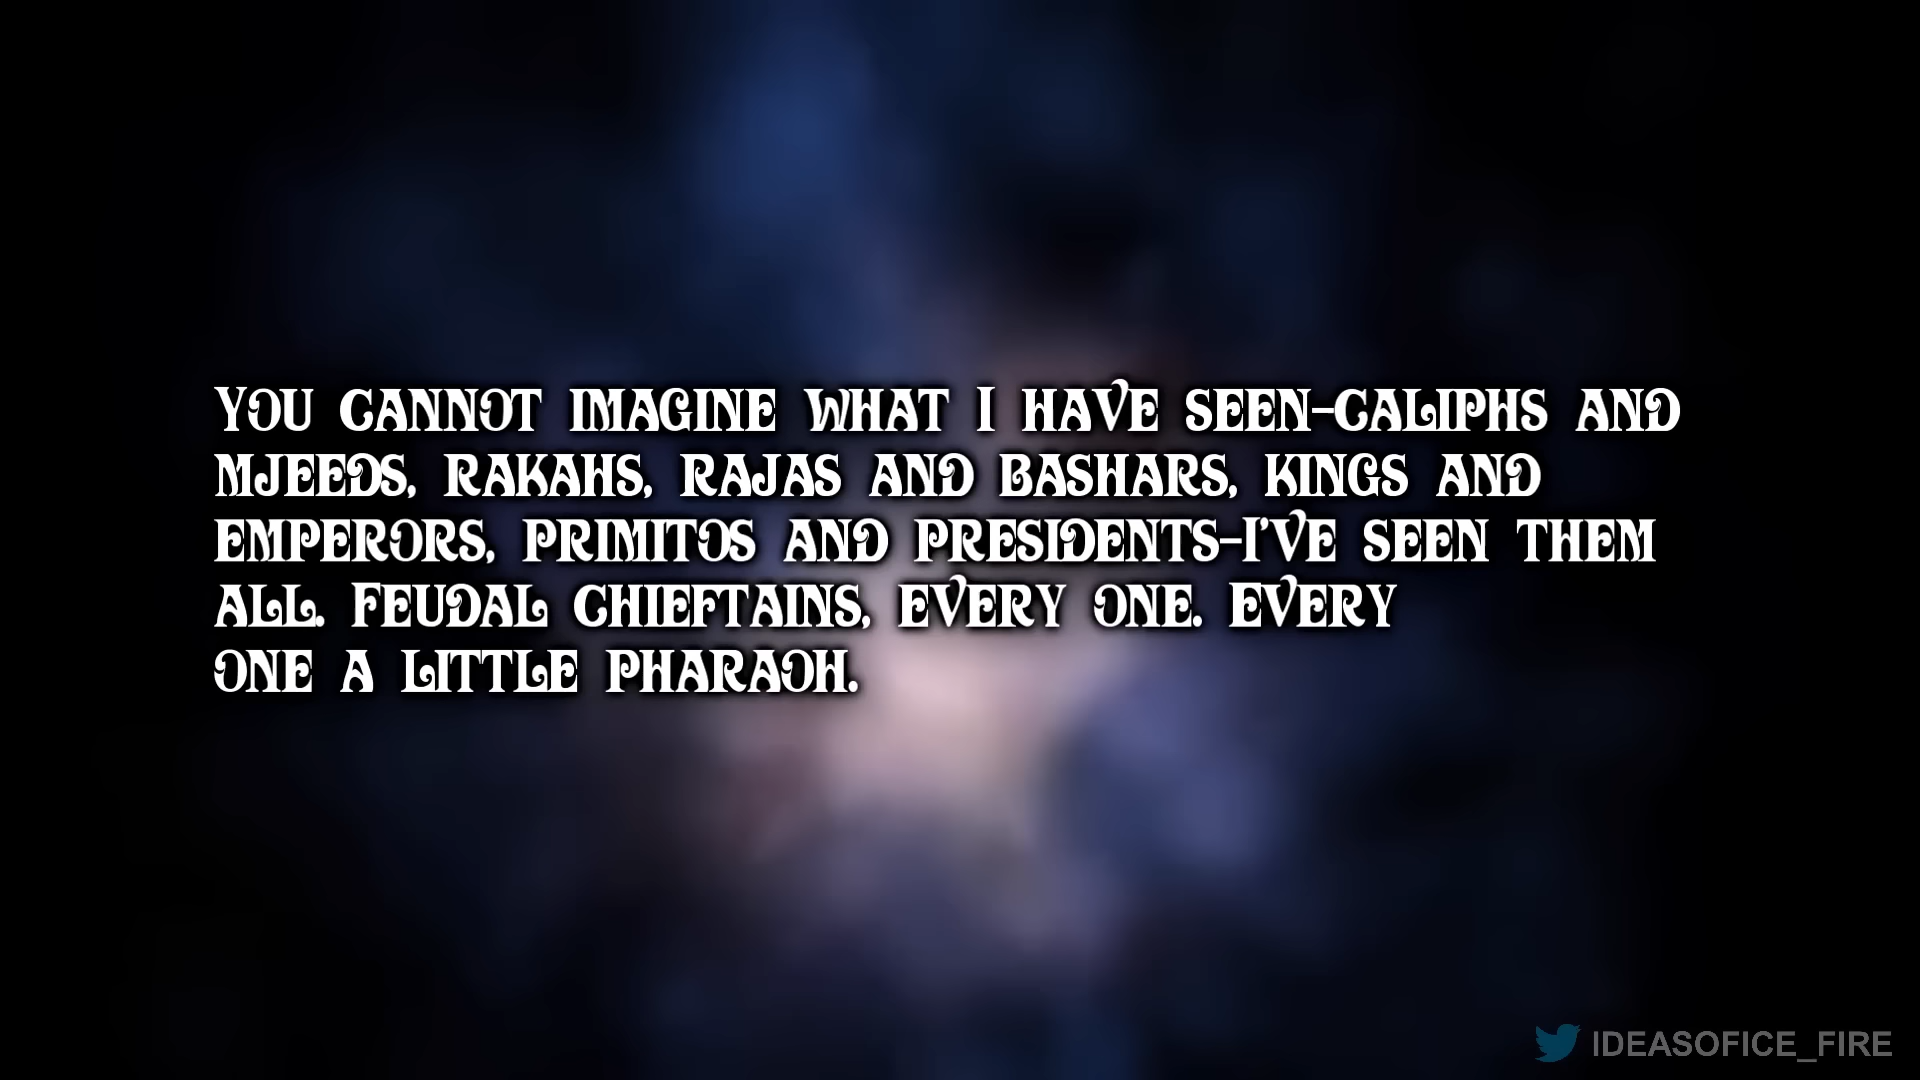 You cannot imagine what I have seen–caliphs and
mjeeds, rakahs, rajas and bashars, kings and
emperors, primitos and presidents–I've seen them
all. Feudal chieftains, every one. Every
one a little pharaoh.
IDEASOFICE_FIRE